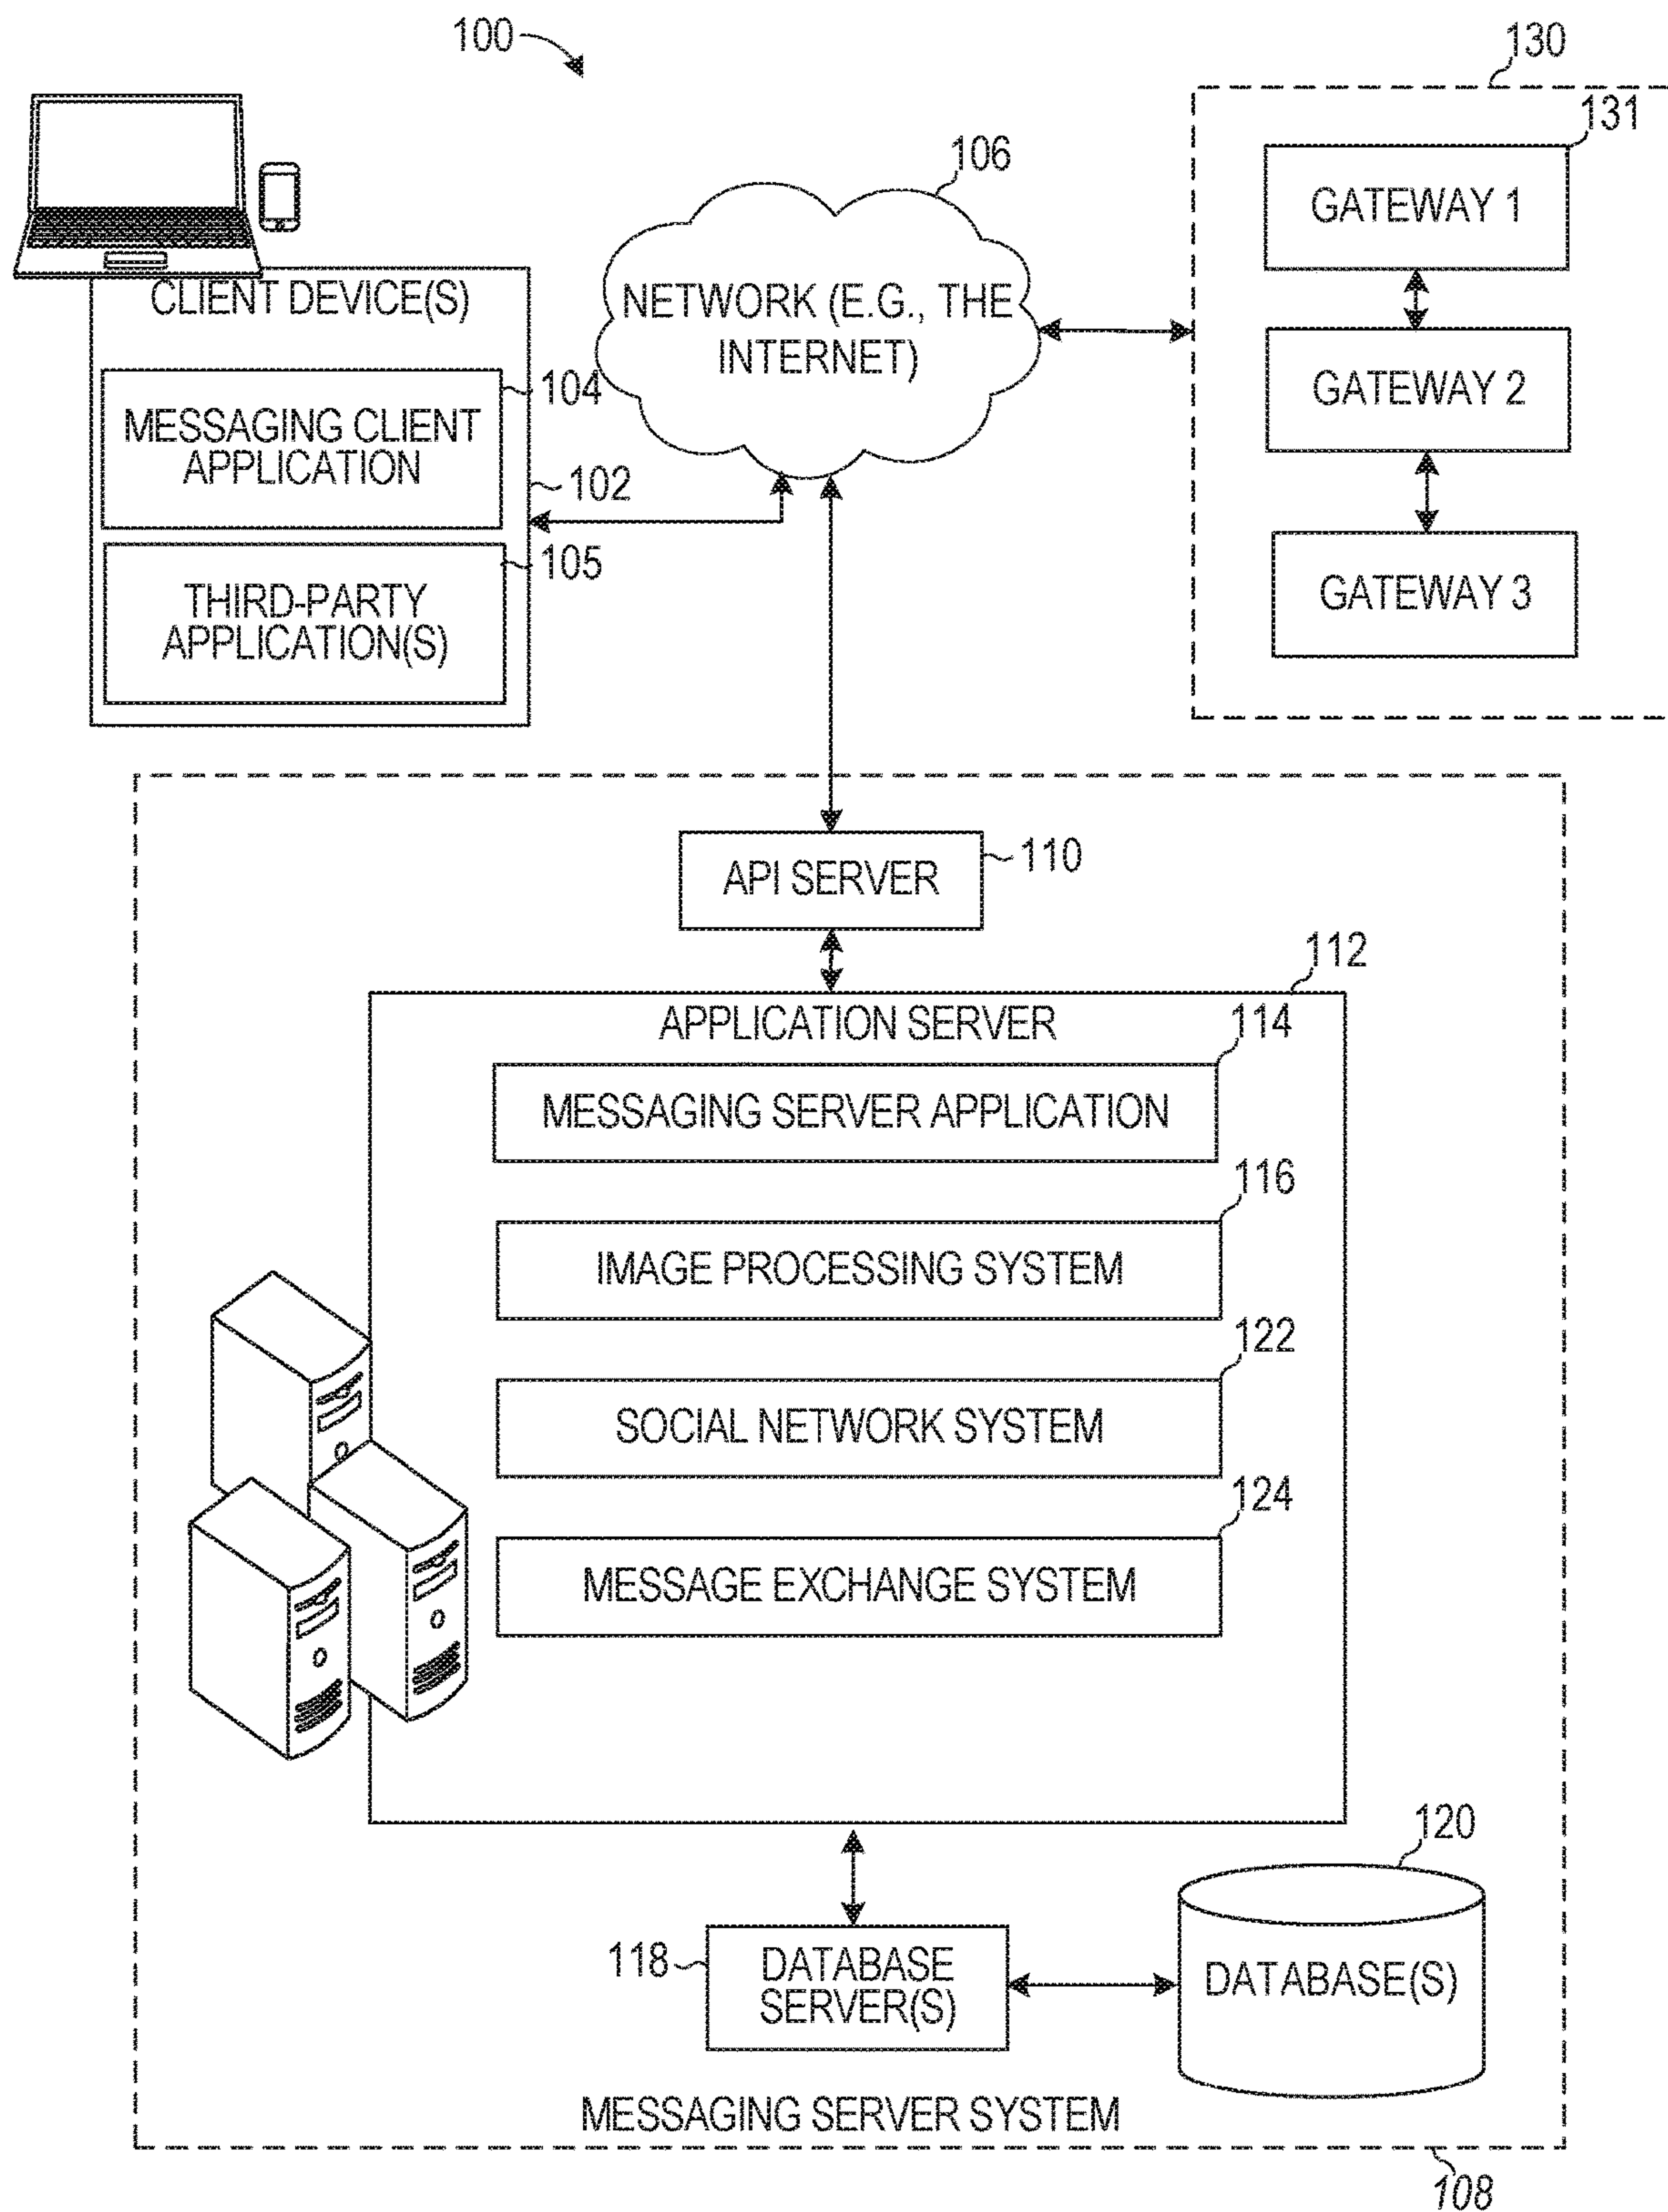 100
130
131
GATEWAY 1
106
NETWORK (E.G., THE
INTERNET)
GATEWAY 2
GATEWAY 3
CLIENT DEVICE(S)
104
MESSAGING CLIENT
APPLICATION
102
105
THIRD-PARTY
APPLICATION(S)
API SERVER
110
112
APPLICATION SERVER
114
MESSAGING SERVER APPLICATION
116
IMAGE PROCESSING SYSTEM
122
SOCIAL NETWORK SYSTEM
124
MESSAGE EXCHANGE SYSTEM
120
118
DATABASE
SERVER(S)
DATABASE(S)
MESSAGING SERVER SYSTEM
108